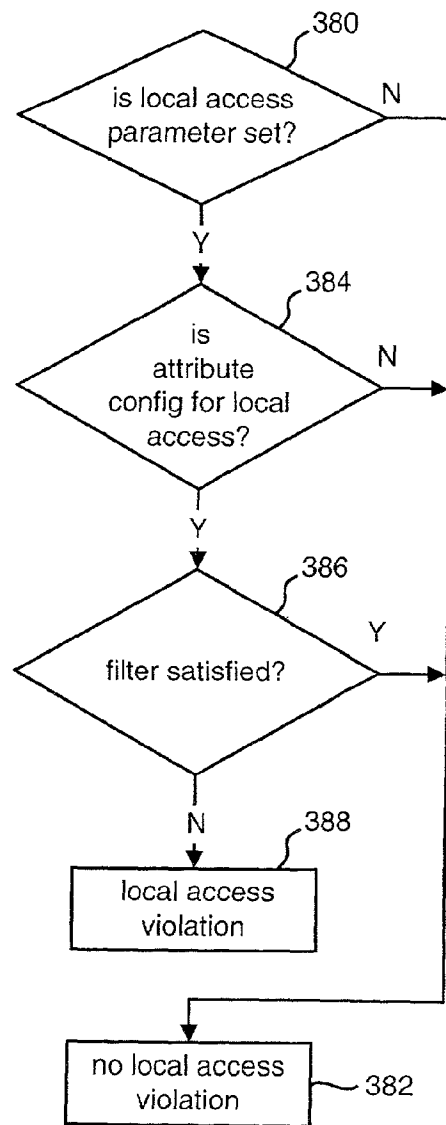 380
is local access
parameter set?
N
Y
384
is
attribute
config for local
access?
N
Y
386
filter satisfied?
Y
N
388
local access
violation
no local access
violation
382